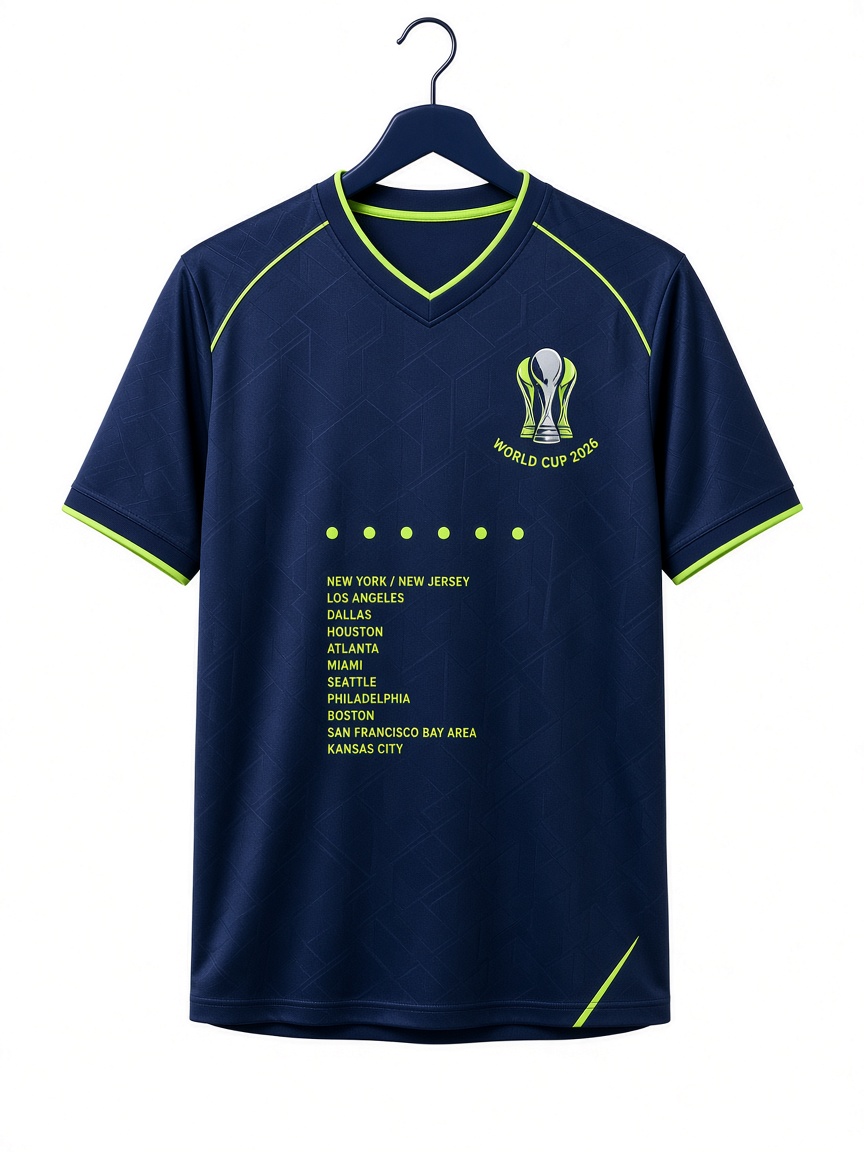 WORLD CUP 2026
NEW YORK / NEW JERSEY
LOS ANGELES
DALLAS
HOUSTON
ATLANTA
MIAMI
SEATTLE
PHILADELPHIA
BOSTON
SAN FRANCISCO BAY AREA
KANSAS CITY